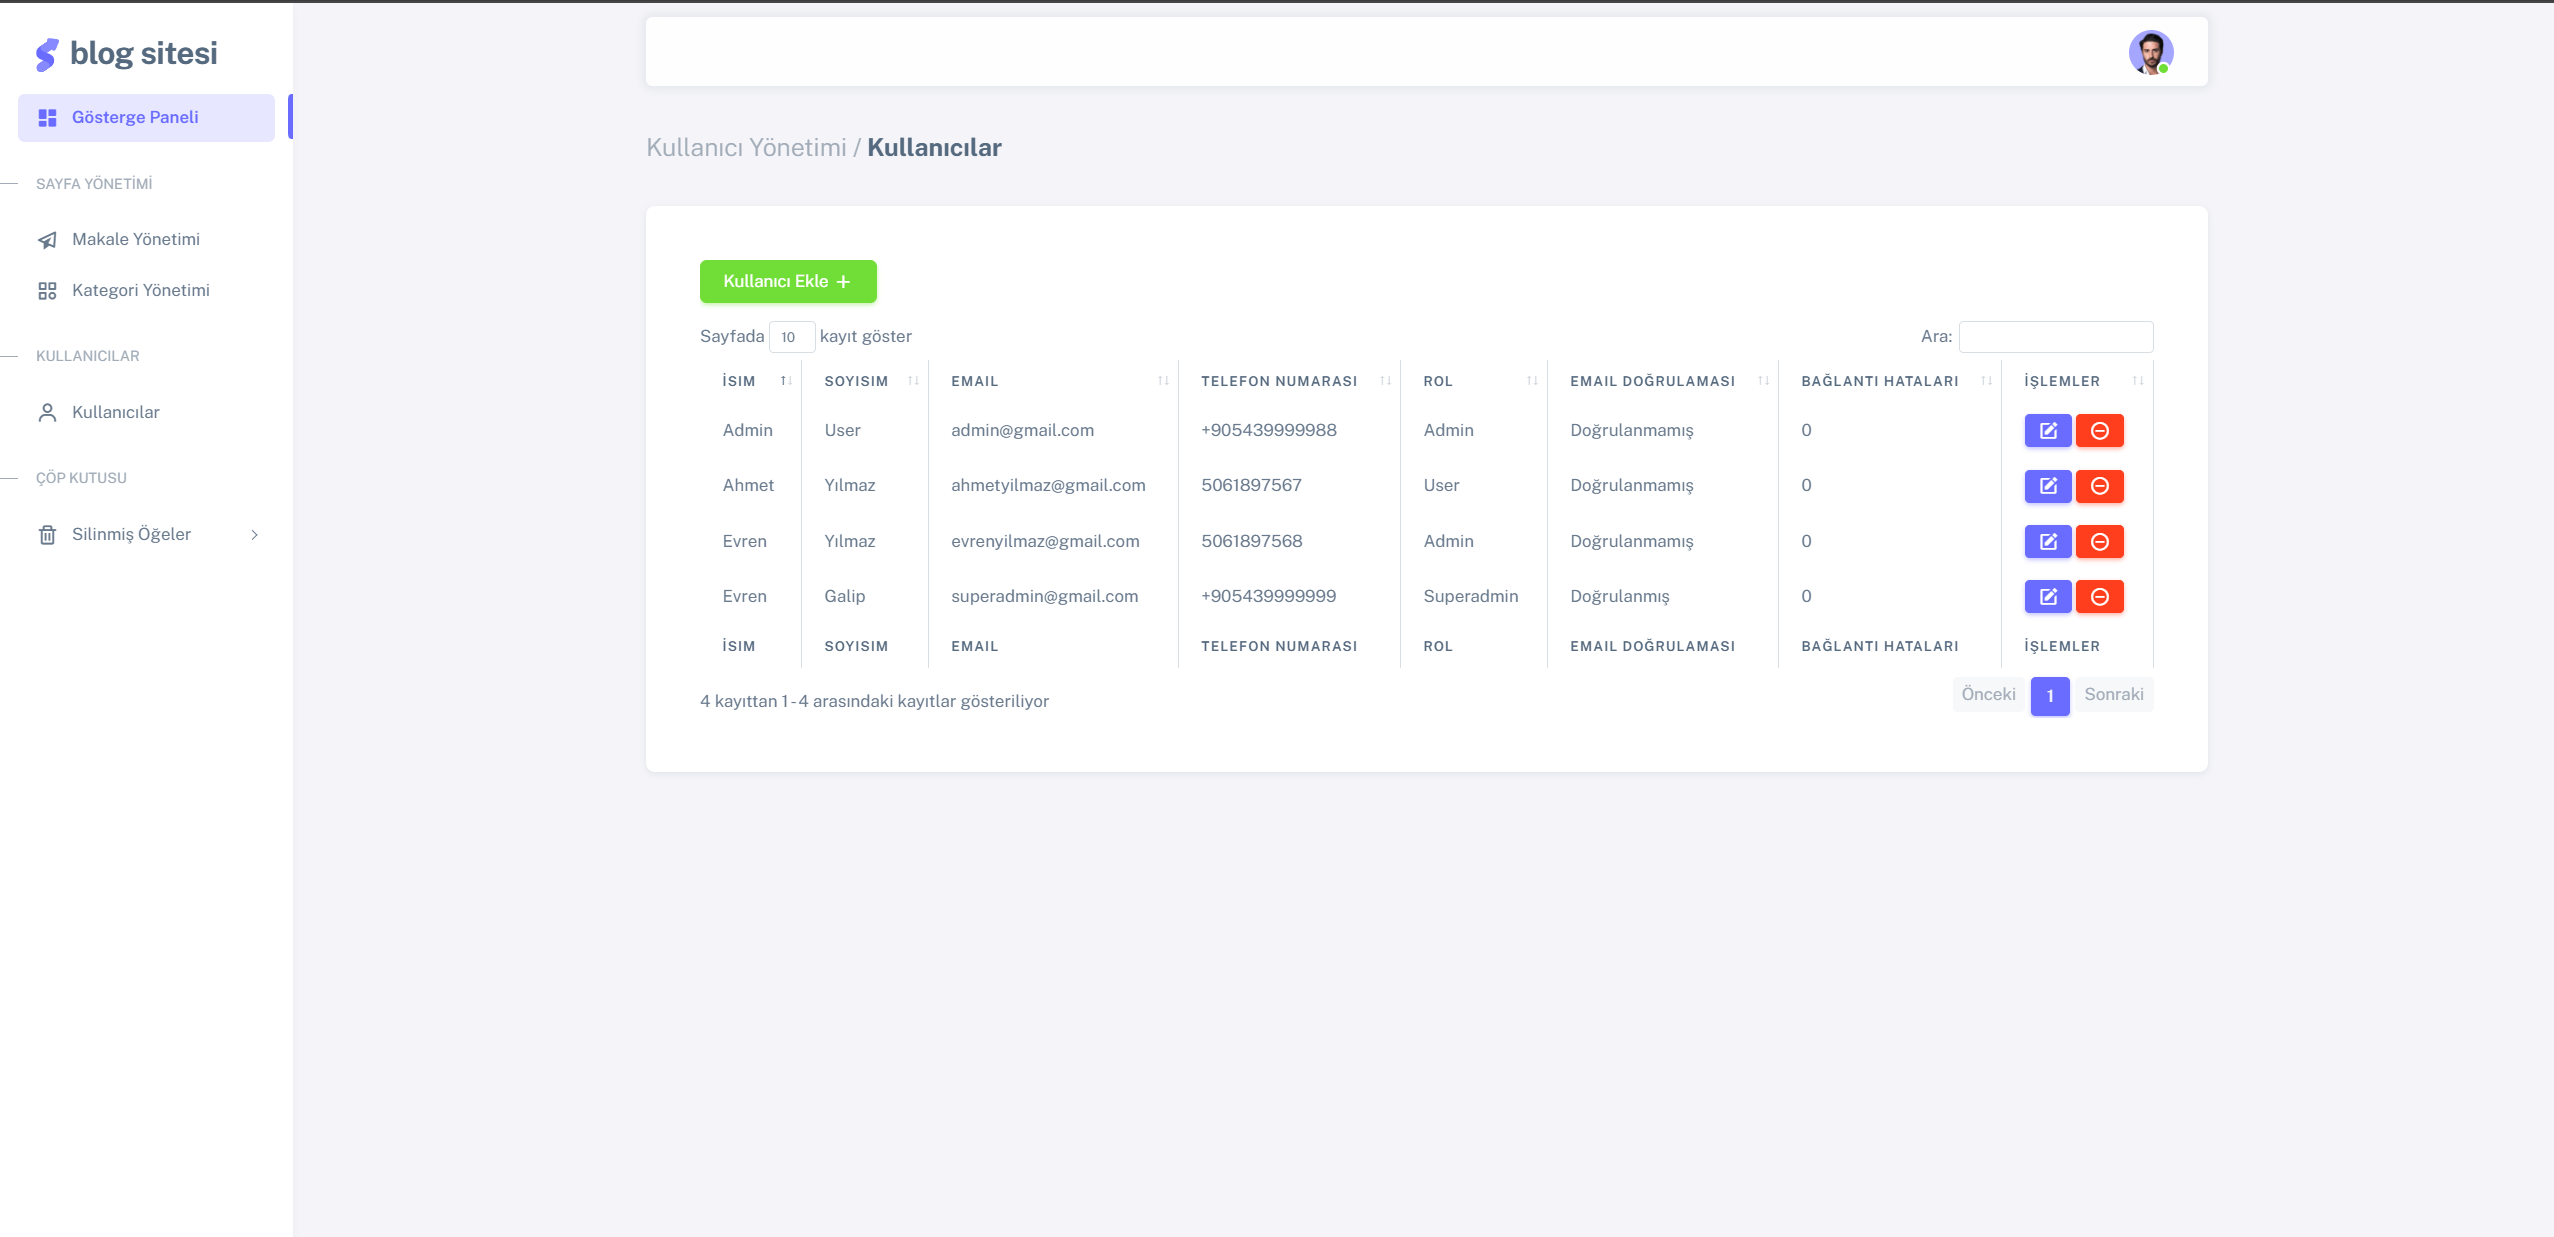 blog sitesi
Gösterge Paneli
SAYFA YÖNETİMİ
Makale Yönetimi
Kategori Yönetimi
KULLANICILAR
Kullanıcılar
ÇÖP KUTUSU
Silinmiş Öğeler
Kullanıcı Yönetimi / Kullanıcılar
Kullanıcı Ekle +
Sayfada 10 kayıt göster
Ara:
İSIM SOYISIM EMAIL TELEFON NUMARASI ROL EMAIL DOĞRULAMASI BAĞLANTI HATALARI İŞLEMLER
Admin User admin@gmail.com +905439999988 Admin Doğrulanmamış 0
Ahmet Yılmaz ahmetyilmaz@gmail.com 5061897567 User Doğrulanmamış 0
Evren Yılmaz evrenyilmaz@gmail.com 5061897568 Admin Doğrulanmamış 0
Evren Galip superadmin@gmail.com +905439999999 Superadmin Doğrulanmış 0
İSIM SOYISIM EMAIL TELEFON NUMARASI ROL EMAIL DOĞRULAMASI BAĞLANTI HATALARI İŞLEMLER
4 kayıttan 1 - 4 arasındaki kayıtlar gösteriliyor
Önceki 1 Sonraki